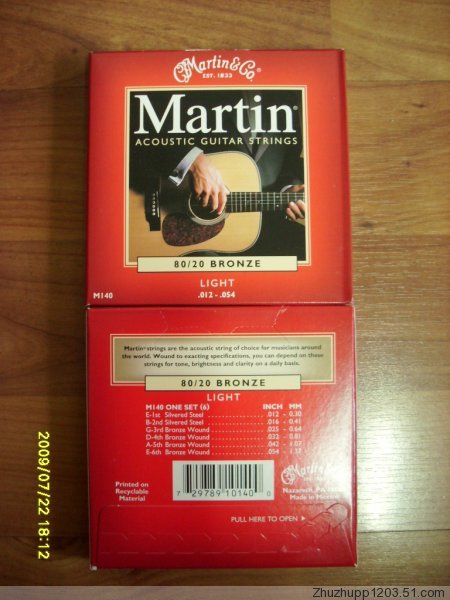 Martin & Co.
EST. 1833
Martin®
ACOUSTIC GUITAR STRINGS
80/20 BRONZE
LIGHT
M140
.012 - .054
Martin® strings are the acoustic string of choice for musicians around
the world. Wound to exacting specifications, you can depend on these
strings for tone, brightness and clarity on a daily basis.
80/20 BRONZE
LIGHT
M140 ONE SET (6) INCH MM
E-1st Silvered Steel .012 - 0.30
B-2nd Silvered Steel .016 - 0.41
G-3rd Bronze Wound .025 - 0.64
D-4th Bronze Wound .032 - 0.81
A-5th Bronze Wound .042 - 1.07
E-6th Bronze Wound .054 - 1.37
Printed on
Recyclable
Material
7 29789 10140 0
Martin & Co.
Nazareth, PA
Made in Mexico
PULL HERE TO OPEN
2009/07/22 18:12
Zhuzhupp1203.51.com